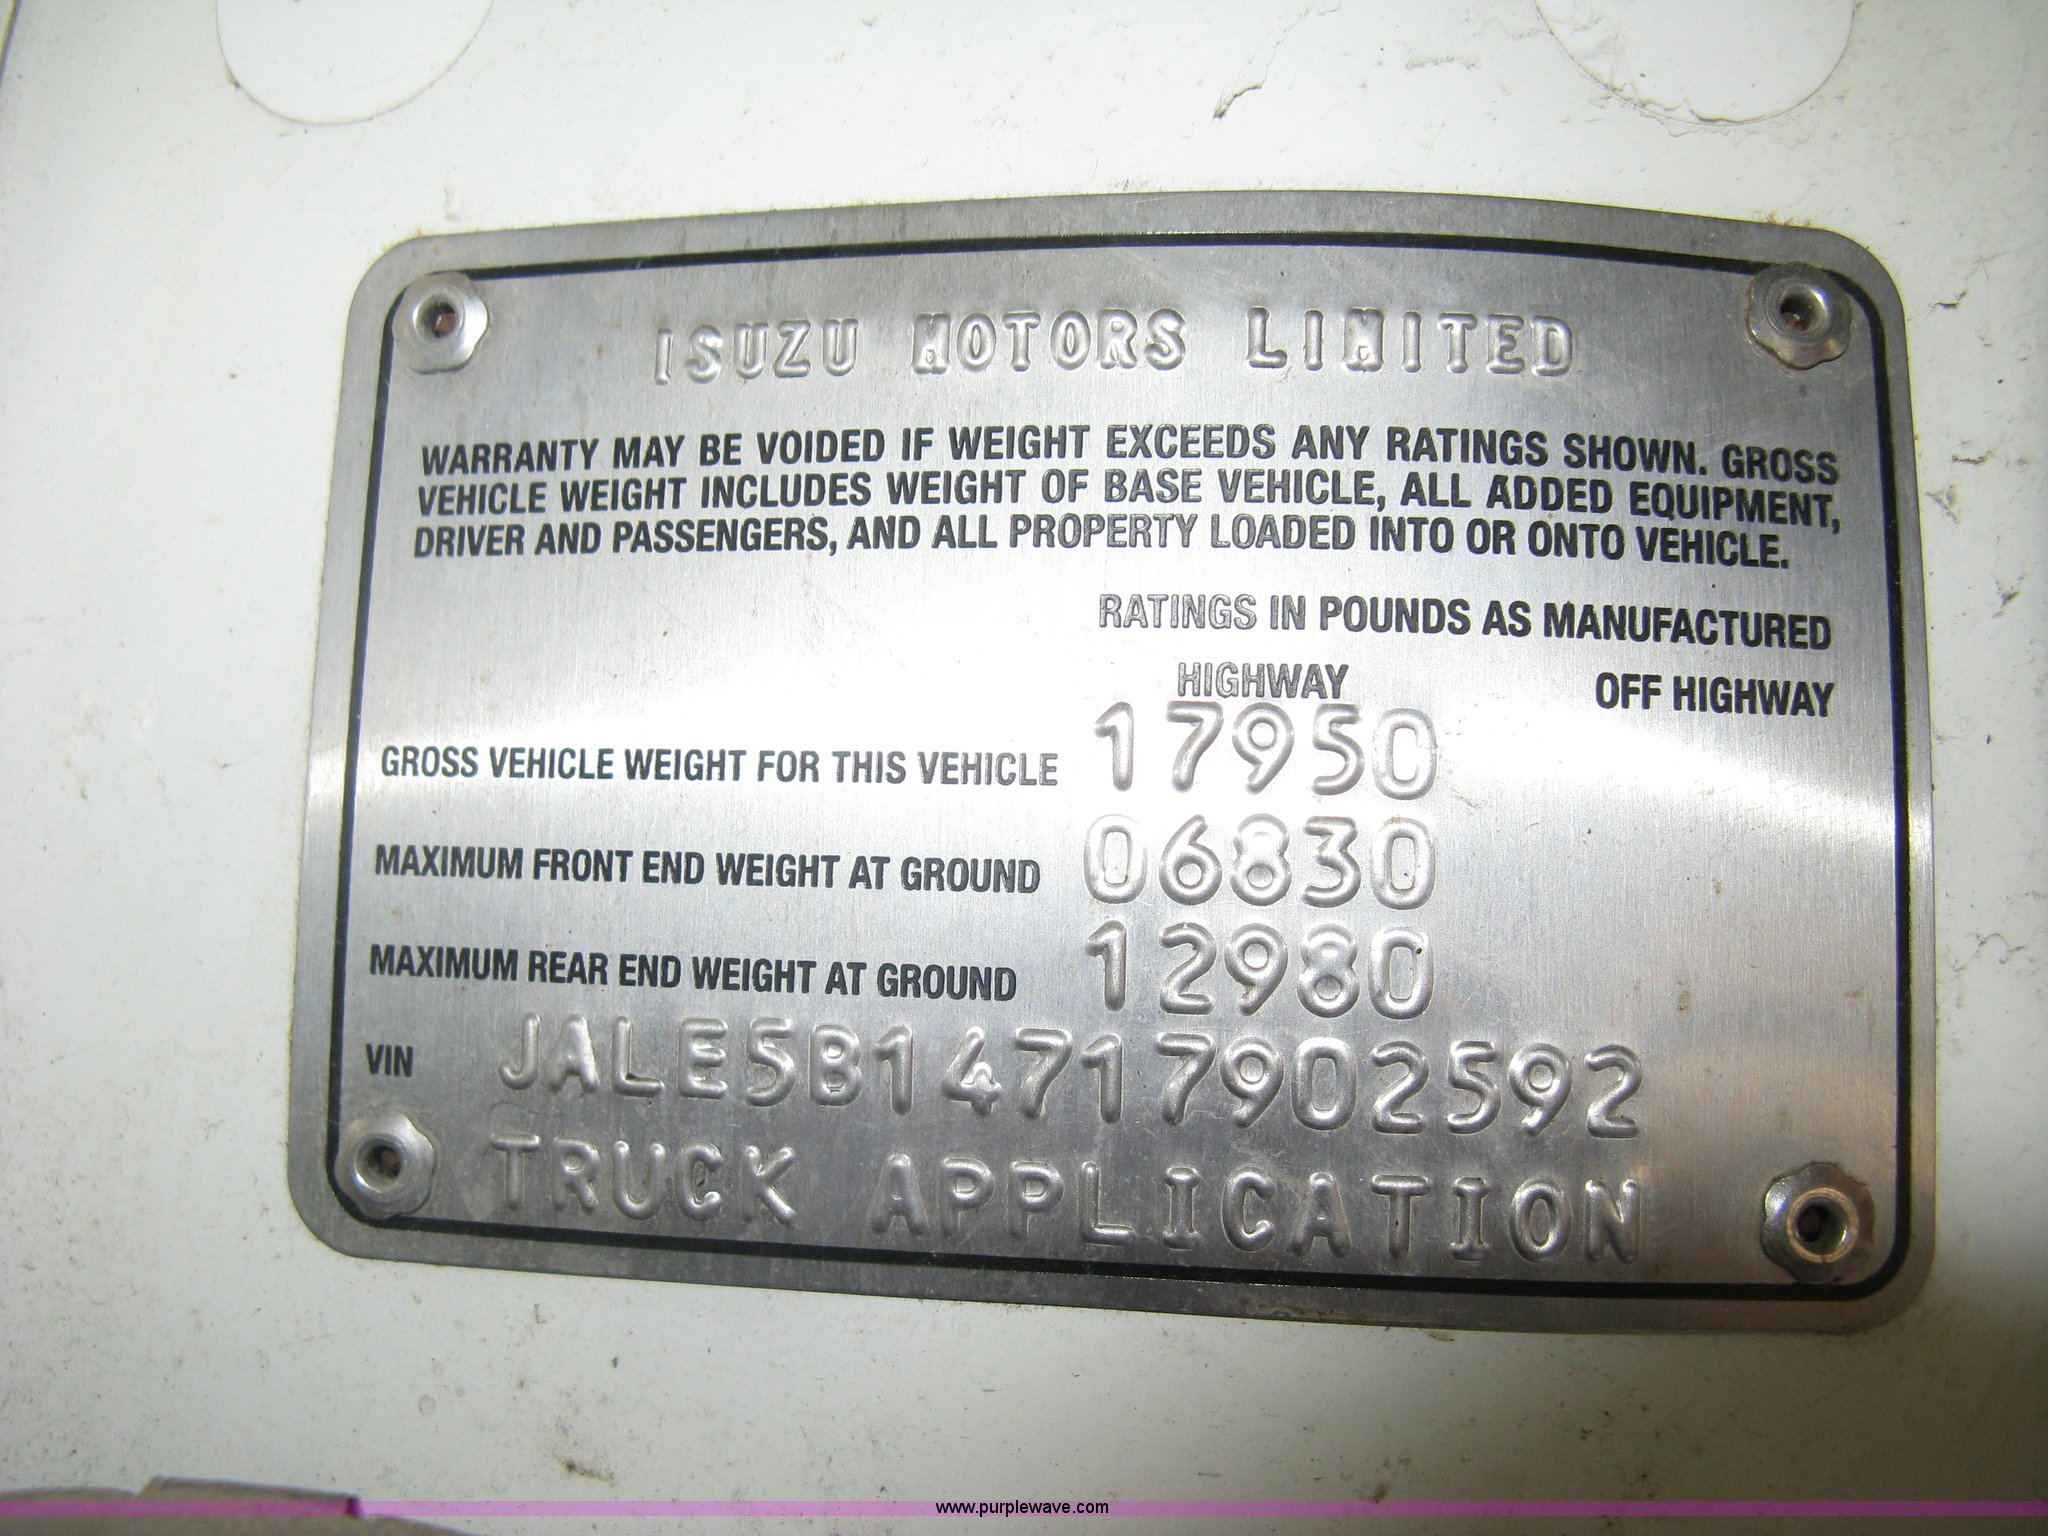 ISUZU MOTORS LIMITED
WARRANTY MAY BE VOIDED IF WEIGHT EXCEEDS ANY RATINGS SHOWN. GROSS
VEHICLE WEIGHT INCLUDES WEIGHT OF BASE VEHICLE, ALL ADDED EQUIPMENT,
DRIVER AND PASSENGERS, AND ALL PROPERTY LOADED INTO OR ONTO VEHICLE.
RATINGS IN POUNDS AS MANUFACTURED
HIGHWAY OFF HIGHWAY
GROSS VEHICLE WEIGHT FOR THIS VEHICLE 17950
MAXIMUM FRONT END WEIGHT AT GROUND 06830
MAXIMUM REAR END WEIGHT AT GROUND 12980
VIN JALE5B14717902592
TRUCK APPLICATION
www.purplewave.com